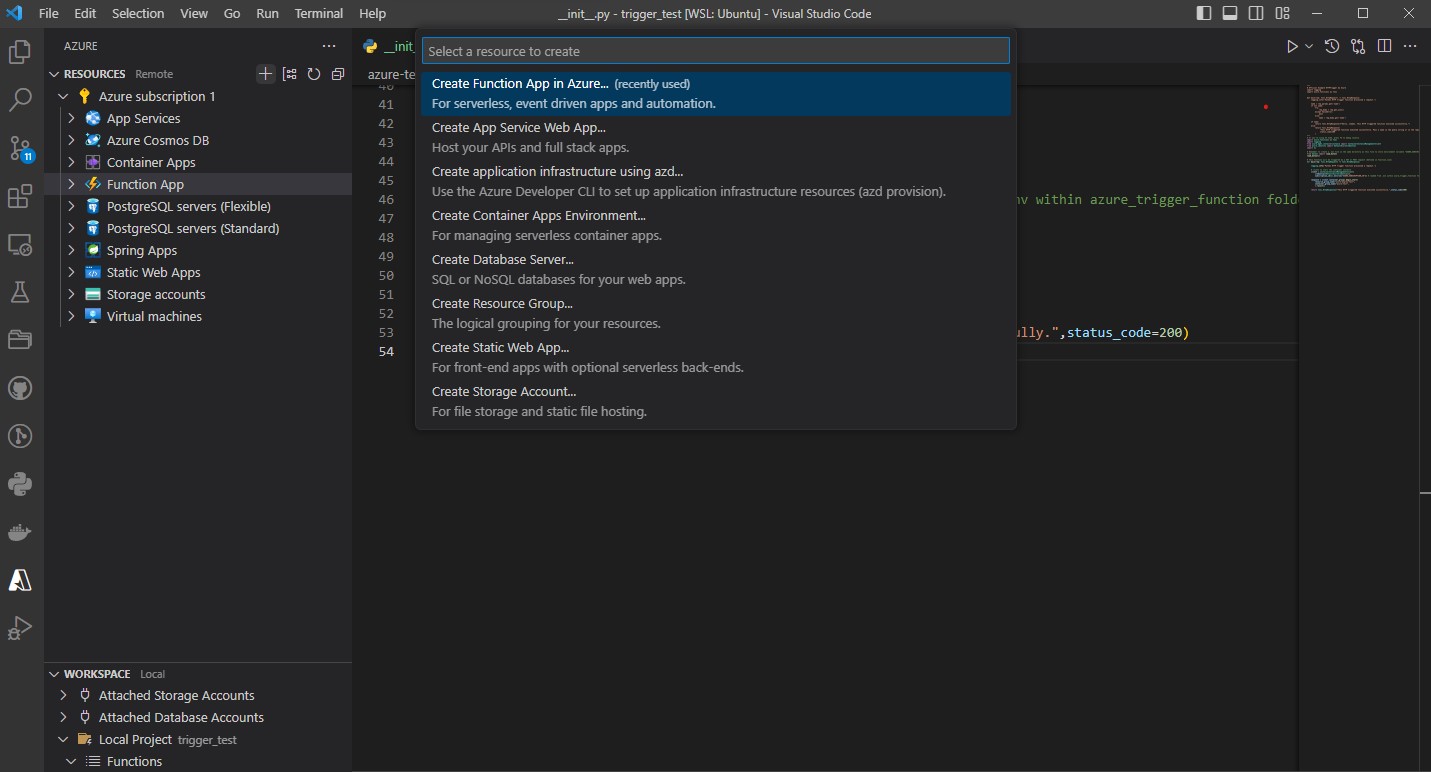 File Edit Selection View Go Run Terminal Help __init__.py - trigger_test [WSL: Ubuntu] - Visual Studio Code
AZURE
RESOURCES Remote
Azure subscription 1
App Services
Azure Cosmos DB
Container Apps
Function App
PostgreSQL servers (Flexible)
PostgreSQL servers (Standard)
Spring Apps
Static Web Apps
Storage accounts
Virtual machines
11
WORKSPACE Local
Attached Storage Accounts
Attached Database Accounts
Local Project trigger_test
Functions
__init
azure-te
Select a resource to create
Create Function App in Azure... (recently used)
For serverless, event driven apps and automation.
Create App Service Web App...
Host your APIs and full stack apps.
Create application infrastructure using azd...
Use the Azure Developer CLI to set up application infrastructure resources (azd provision).
Create Container Apps Environment...
For managing serverless container apps.
Create Database Server...
SQL or NoSQL databases for your web apps.
Create Resource Group...
The logical grouping for your resources.
Create Static Web App...
For front-end apps with optional serverless back-ends.
Create Storage Account...
For file storage and static file hosting.
40
41
42
43
44
45
46 nv within azure_trigger_function folde
47
48
49
50
51
52
53 ully.",status_code=200)
54